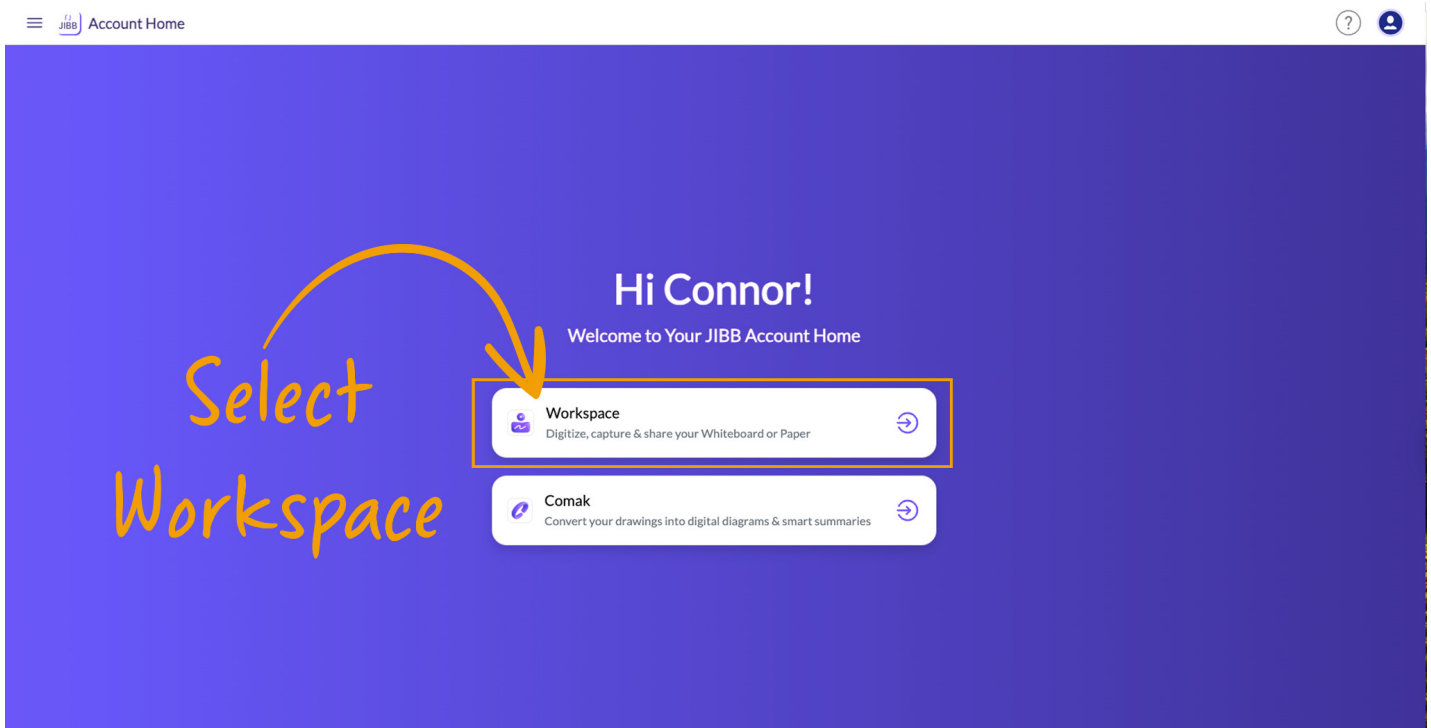 JIBB Account Home
?
Hi Connor!
Welcome to Your JIBB Account Home
Select
Workspace
Workspace
Digitize, capture & share your Whiteboard or Paper
Comak
Convert your drawings into digital diagrams & smart summaries